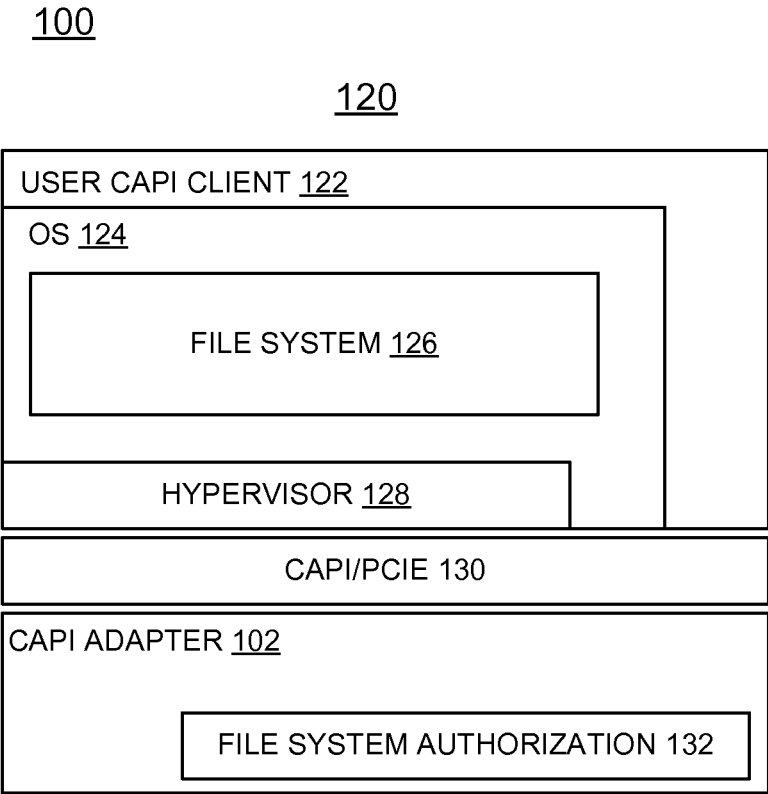 100
120
USER CAPI CLIENT 122
OS 124
FILE SYSTEM 126
HYPERVISOR 128
CAPI/PCIE 130
CAPI ADAPTER 102
FILE SYSTEM AUTHORIZATION 132